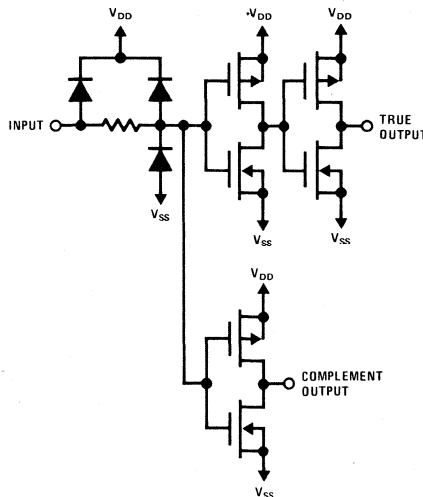 VDD
VDD
VDD
INPUT
TRUE
OUTPUT
VSS
VSS
VSS
VDD
COMPLEMENT
OUTPUT
VSS